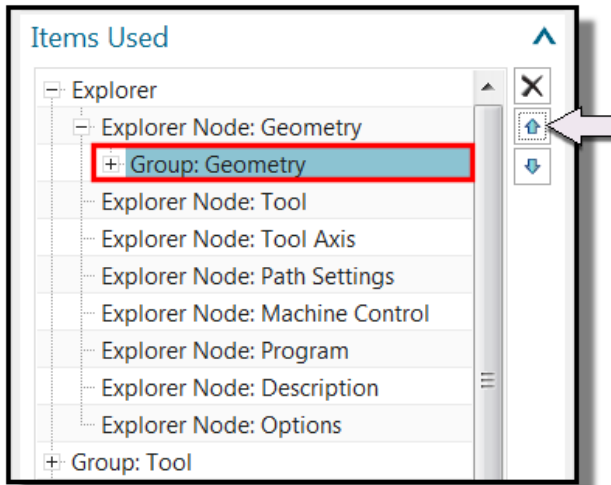 Items Used
Explorer
Explorer Node: Geometry
Group: Geometry
Explorer Node: Tool
Explorer Node: Tool Axis
Explorer Node: Path Settings
Explorer Node: Machine Control
Explorer Node: Program
Explorer Node: Description
Explorer Node: Options
Group: Tool